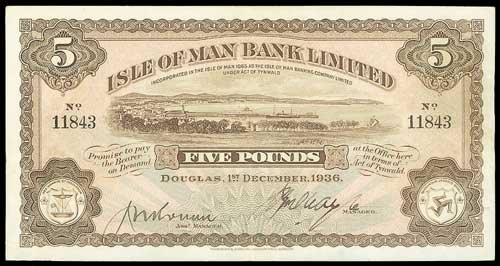 5 ISLE OF MAN BANK LIMITED 5
INCORPORATED IN THE ISLE OF MAN 1865 AS THE ISLE OF MAN BANKING COMPANY LIMITED
UNDER ACT OF TYNWALD
No. 11843
No. 11843
Promise to pay
the Bearer
on Demand
FIVE POUNDS
at the Office here
in terms of
Act of Tynwald.
DOUGLAS, 1ST DECEMBER, 1936.
ASST. MANAGER.
MANAGER.